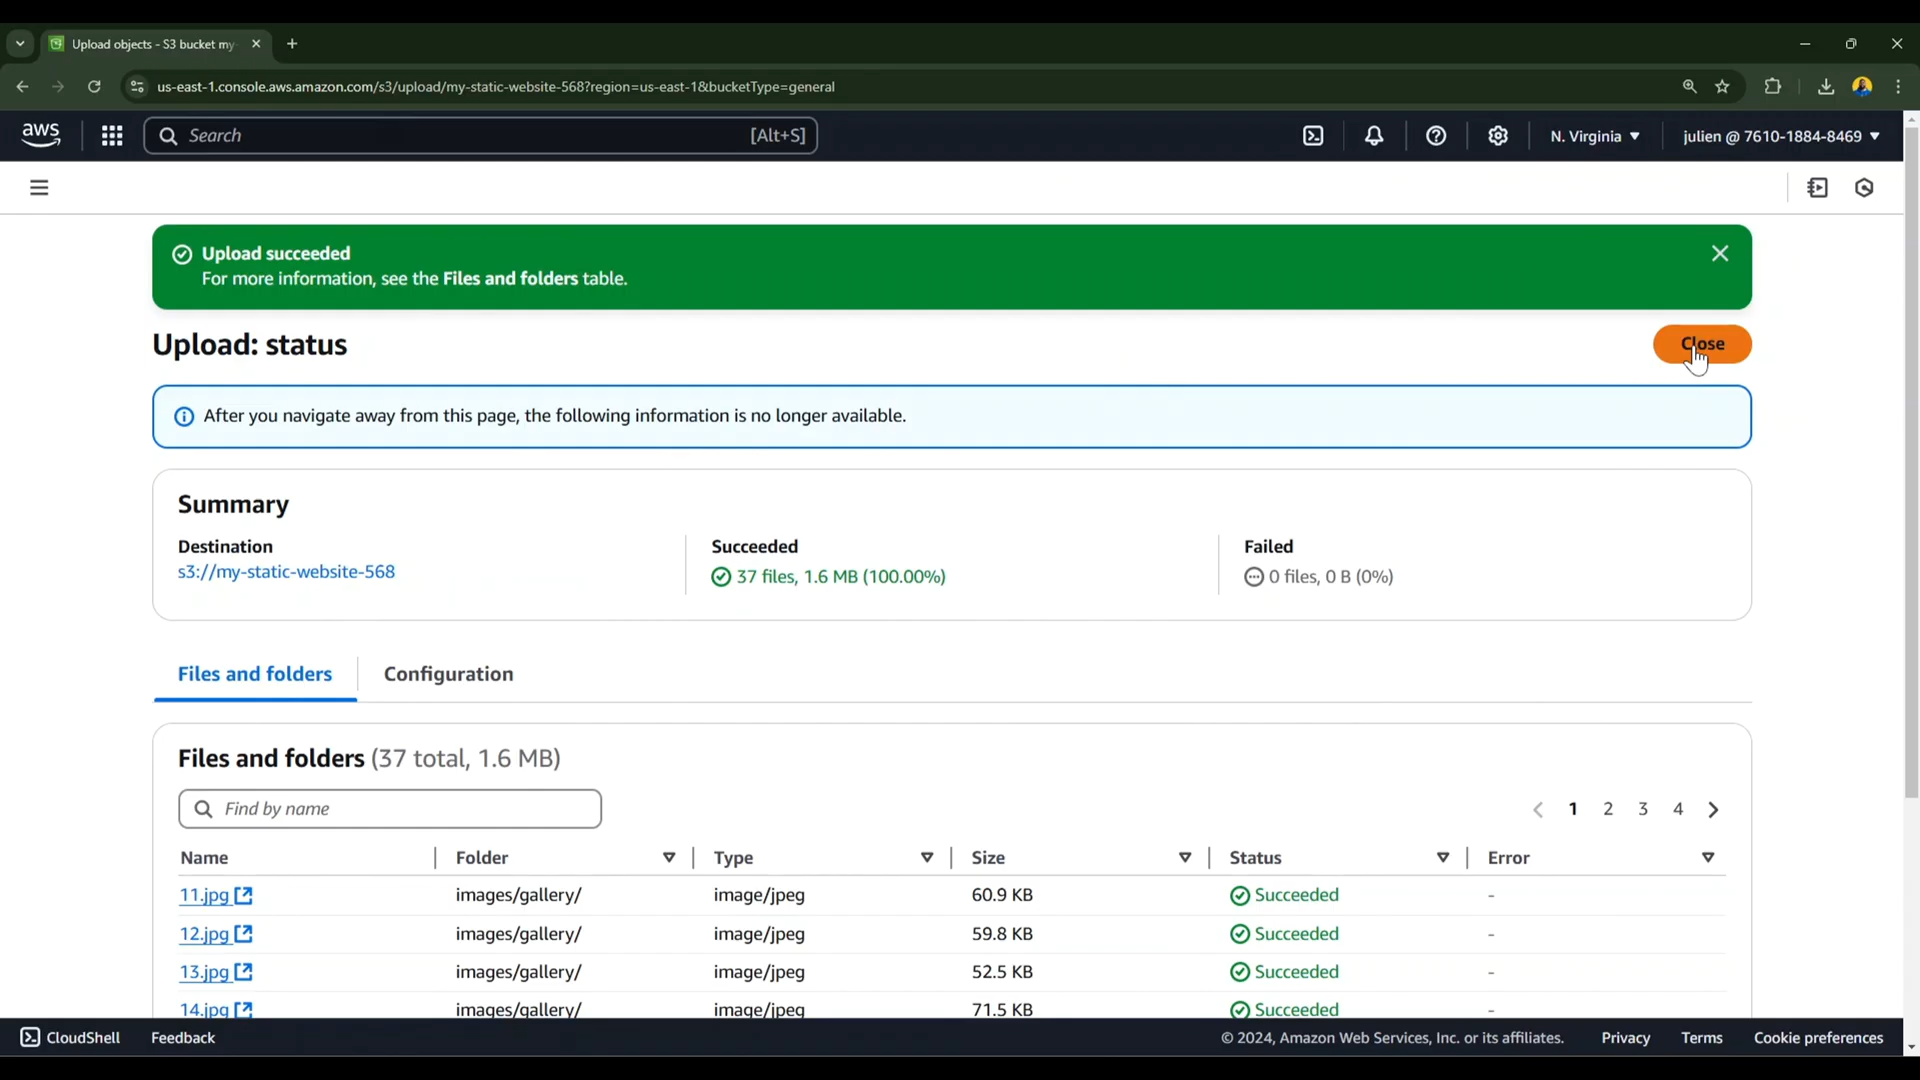 Upload objects - S3 bucket my
us-east-1.console.aws.amazon.com/s3/upload/my-static-website-568?region=us-east-1&bucketType=general
aws
Search
[Alt+S]
N. Virginia
julien @ 7610-1884-8469
Upload succeeded
For more information, see the Files and folders table.
Upload: status
Close
After you navigate away from this page, the following information is no longer available.
Summary
Destination
s3://my-static-website-568
Succeeded
37 files, 1.6 MB (100.00%)
Failed
0 files, 0 B (0%)
Files and folders
Configuration
Files and folders (37 total, 1.6 MB)
Find by name
1 2 3 4
Name Folder Type Size Status Error
11.jpg images/gallery/ image/jpeg 60.9 KB Succeeded -
12.jpg images/gallery/ image/jpeg 59.8 KB Succeeded -
13.jpg images/gallery/ image/jpeg 52.5 KB Succeeded -
14.jpg images/gallery/ image/jpeg 71.5 KB Succeeded -
CloudShell Feedback © 2024, Amazon Web Services, Inc. or its affiliates. Privacy Terms Cookie preferences